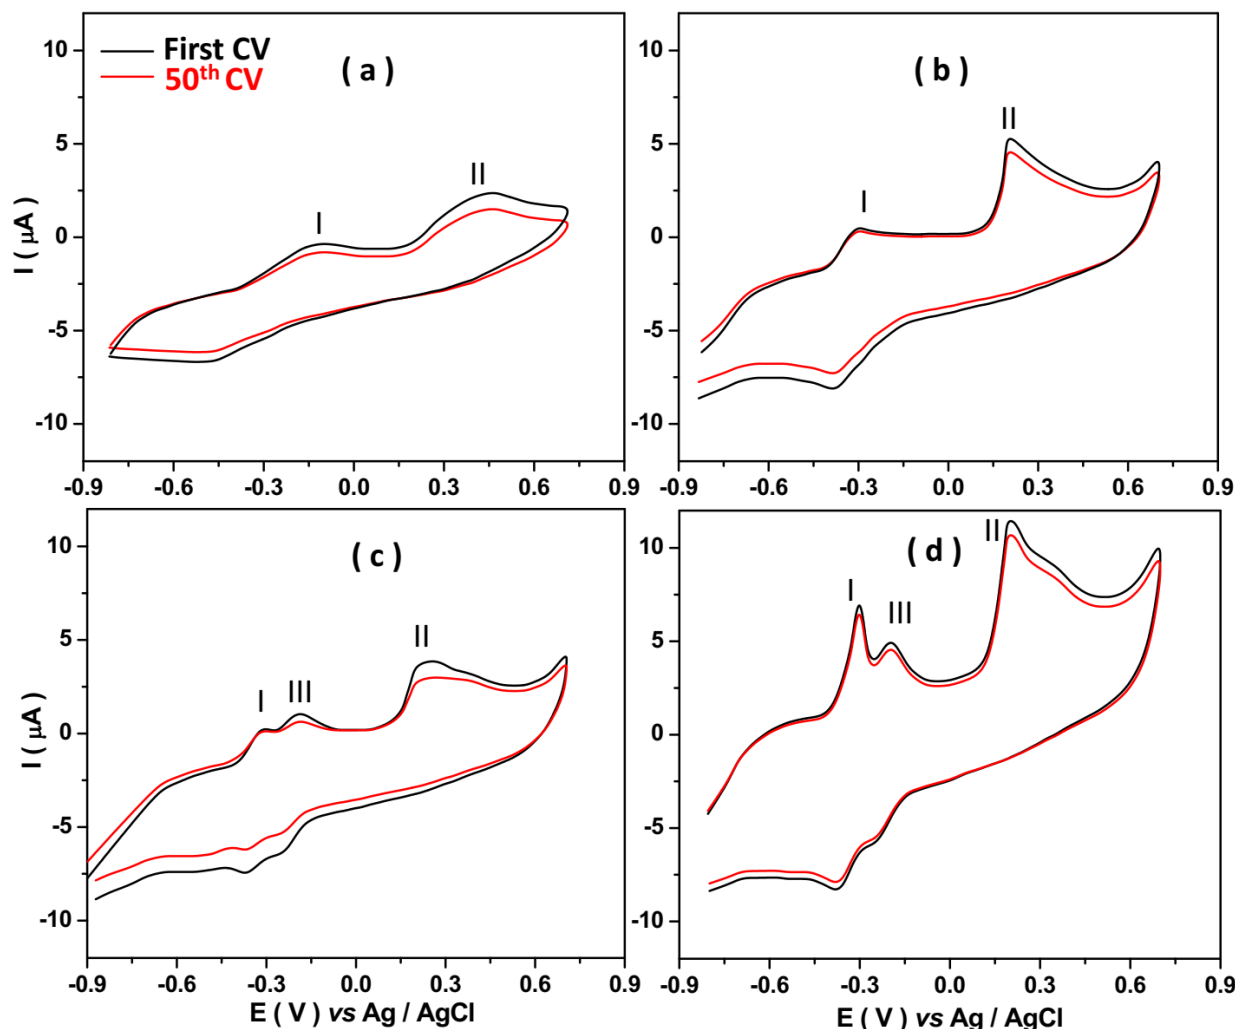 First CV
50th CV
( a )
I
II
10
5
0
-5
-10
I ( μA )
-0.9 -0.6 -0.3 0.0 0.3 0.6 0.9
( b )
I
II
10
5
0
-5
-10
-0.9 -0.6 -0.3 0.0 0.3 0.6 0.9
( c )
I III
II
10
5
0
-5
-10
I ( μA )
-0.9 -0.6 -0.3 0.0 0.3 0.6 0.9
E ( V ) vs Ag / AgCl
( d )
I
III
II
10
5
0
-5
-10
-0.9 -0.6 -0.3 0.0 0.3 0.6 0.9
E ( V ) vs Ag / AgCl